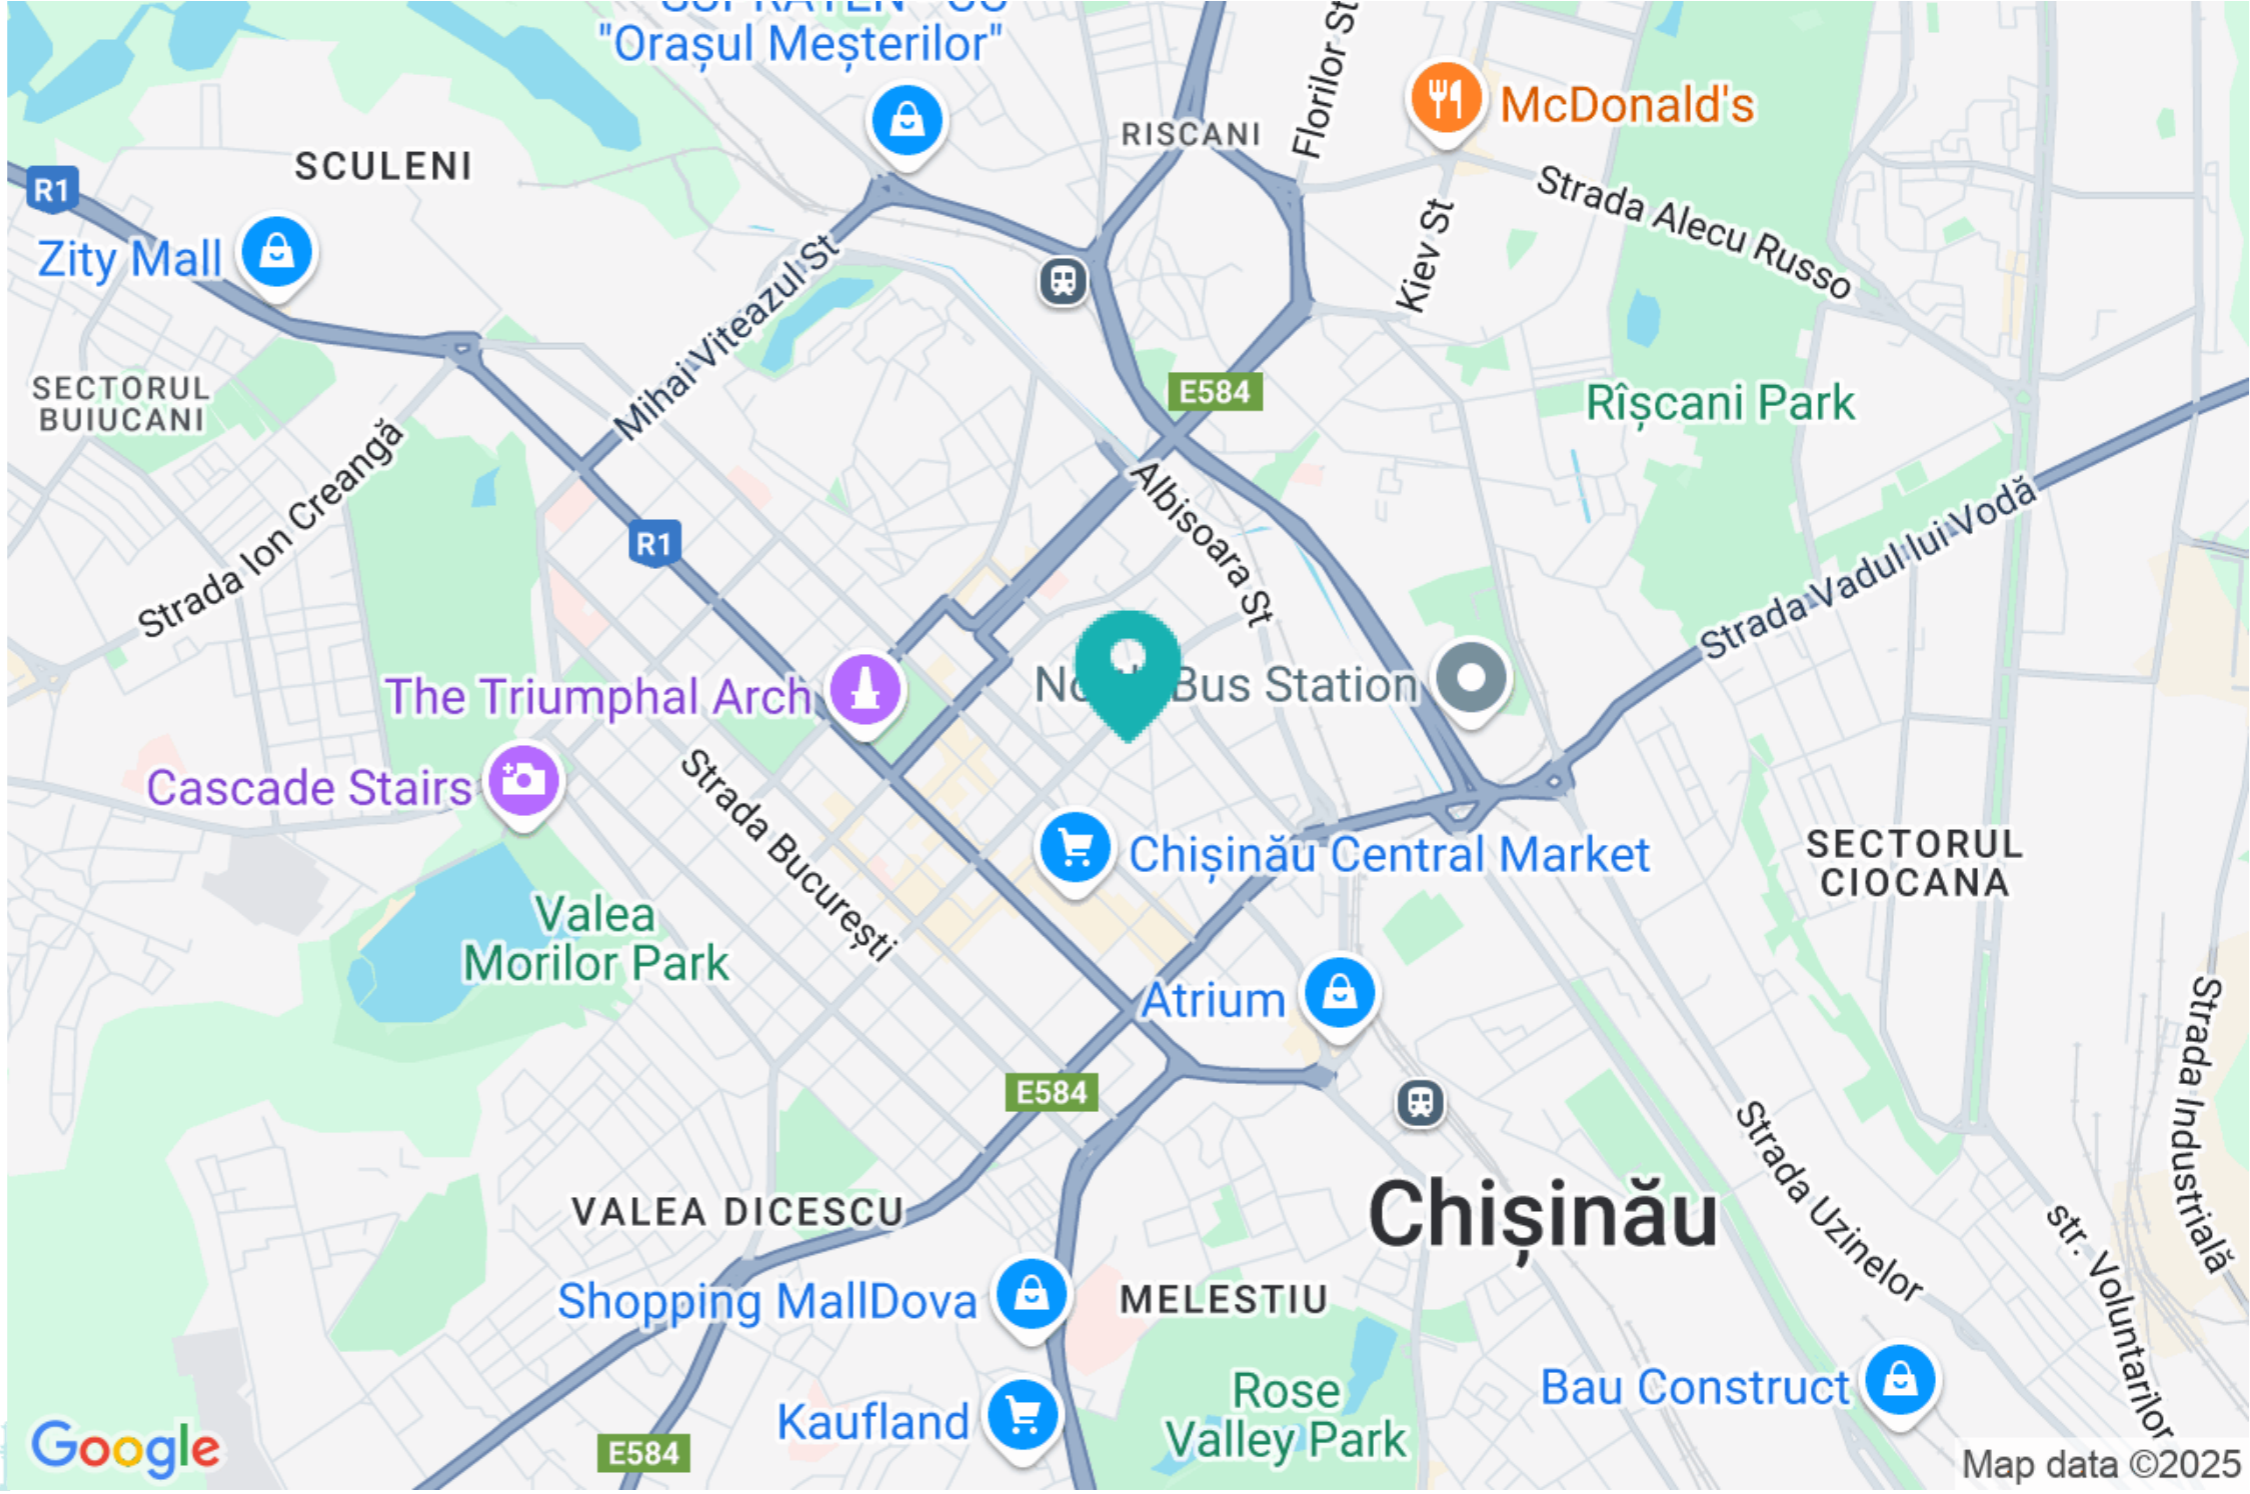 "Orașul Meșterilor"
Florilor St
McDonald's
RISCANI
SCULENI
R1
Strada Alecu Russo
Zity Mall
Mihai Viteazul St
Kiev St
SECTORUL
BUIUCANI
E584
Rîșcani Park
Strada Ion Creangă
R1
Albisoara St
Strada Vadul lui Vodă
The Triumphal Arch
Bus Station
Cascade Stairs
Strada București
Chișinău Central Market
SECTORUL
CIOCANA
Valea
Morilor Park
Atrium
Strada Industrială
E584
Strada Uzinelor
VALEA DICESCU
Chișinău
str. Voluntarilor
Shopping MallDova
MELESTIU
Rose
Valley Park
Bau Construct
Kaufland
Google
E584
Map data ©2025